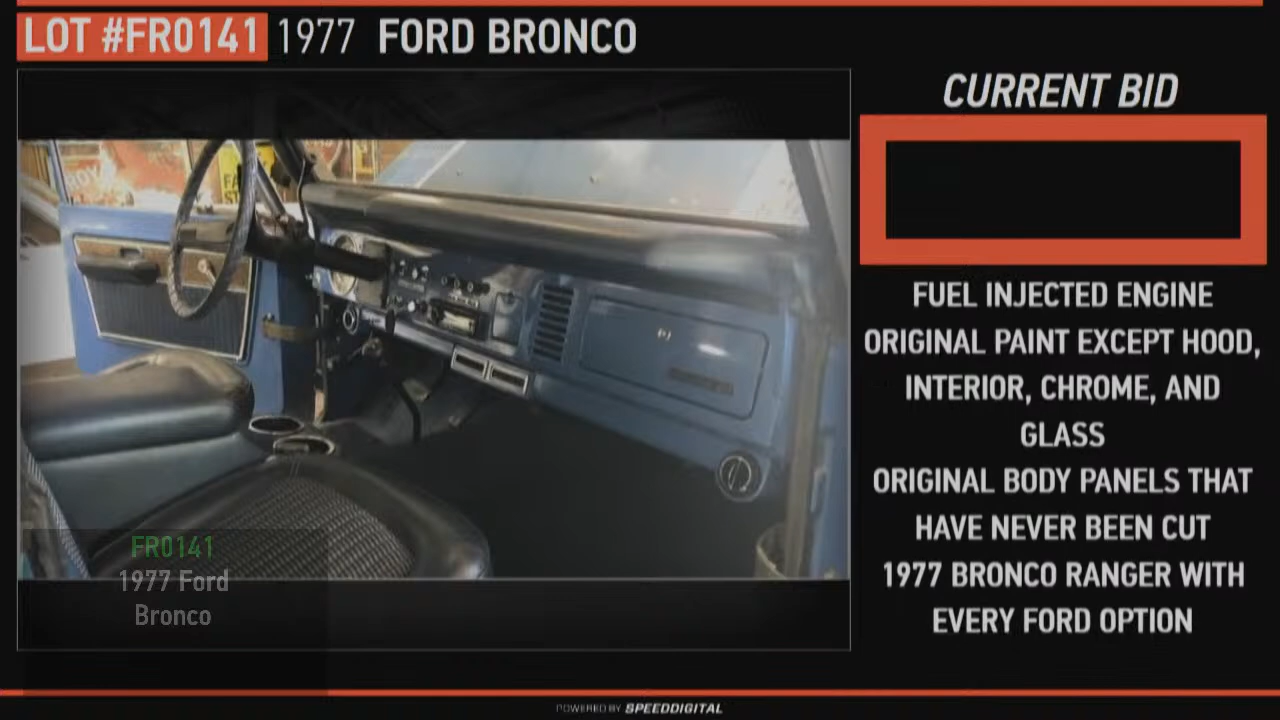 LOT #FR0141 1977 FORD BRONCO
CURRENT BID
FUEL INJECTED ENGINE
ORIGINAL PAINT EXCEPT HOOD,
INTERIOR, CHROME, AND
GLASS
ORIGINAL BODY PANELS THAT
HAVE NEVER BEEN CUT
1977 BRONCO RANGER WITH
EVERY FORD OPTION
FR0141
1977 Ford
Bronco
POWERED BY SPEEDDIGITAL